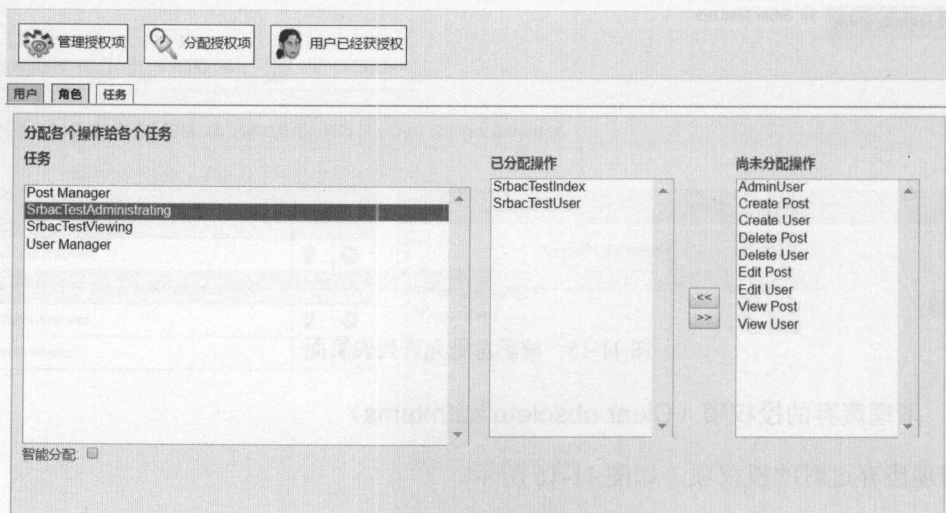 管理授权项
分配授权项
用户已经获授权
用户
角色
任务
分配各个操作给各个任务
任务
Post Manager
SrbacTestAdministrating
SrbacTestViewing
User Manager
智能分配:
已分配操作
SrbacTestIndex
SrbacTestUser
<<
>>
尚未分配操作
AdminUser
Create Post
Create User
Delete Post
Delete User
Edit Post
Edit User
View Post
View User